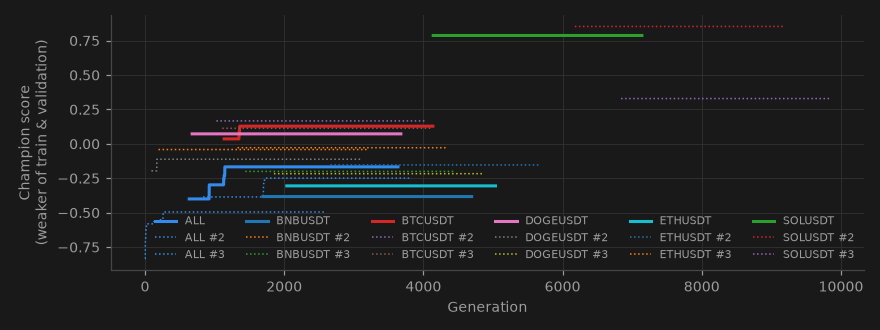 Champion score
(weaker of train & validation)
0.75
0.50
0.25
0.00
−0.25
−0.50
−0.75
ALL BNBUSDT BTCUSDT DOGEUSDT ETHUSDT SOLUSDT
ALL #2 BNBUSDT #2 BTCUSDT #2 DOGEUSDT #2 ETHUSDT #2 SOLUSDT #2
ALL #3 BNBUSDT #3 BTCUSDT #3 DOGEUSDT #3 ETHUSDT #3 SOLUSDT #3
0 2000 4000 6000 8000 10000
Generation